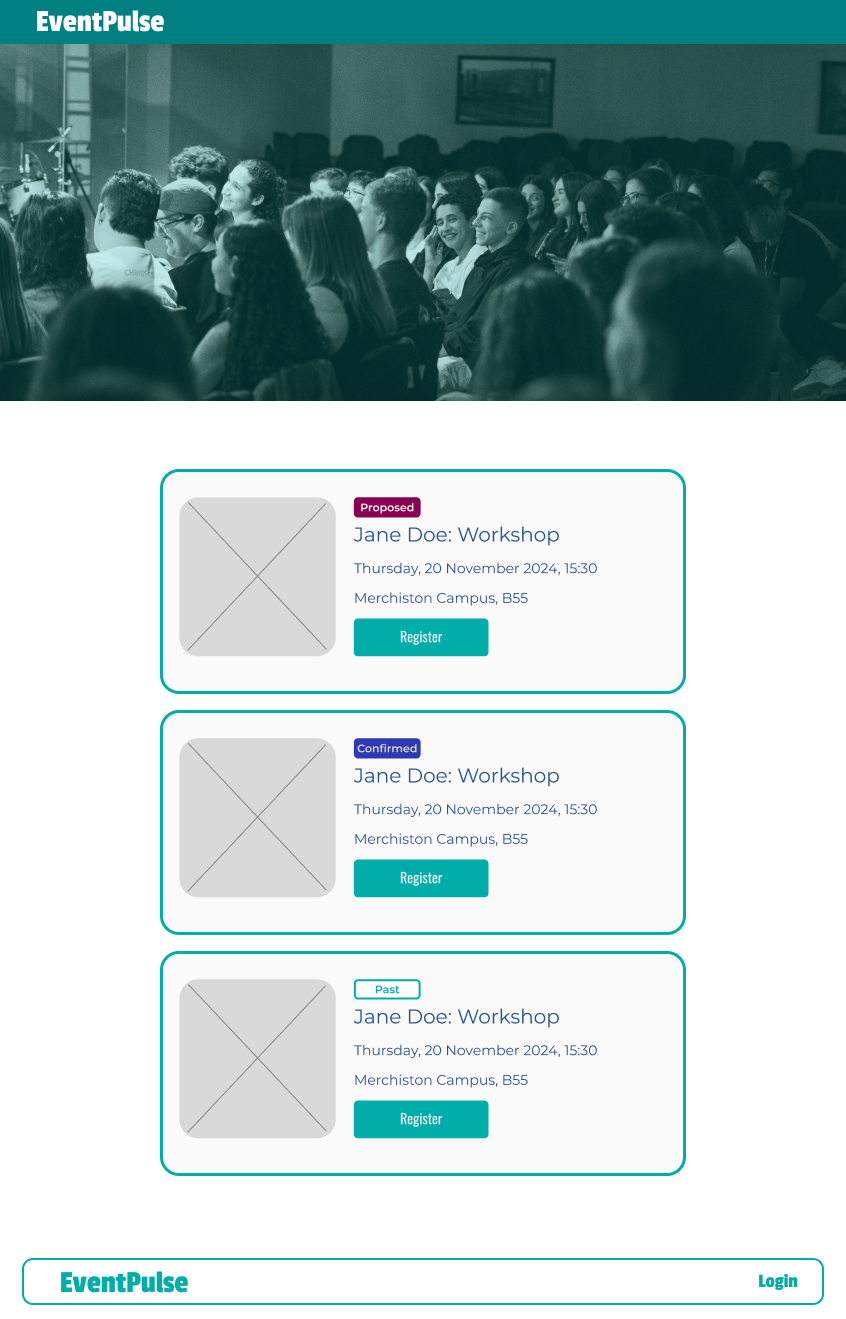 EventPulse
Proposed
Jane Doe: Workshop
Thursday, 20 November 2024, 15:30
Merchiston Campus, B55
Register
Confirmed
Jane Doe: Workshop
Thursday, 20 November 2024, 15:30
Merchiston Campus, B55
Register
Past
Jane Doe: Workshop
Thursday, 20 November 2024, 15:30
Merchiston Campus, B55
Register
EventPulse
Login